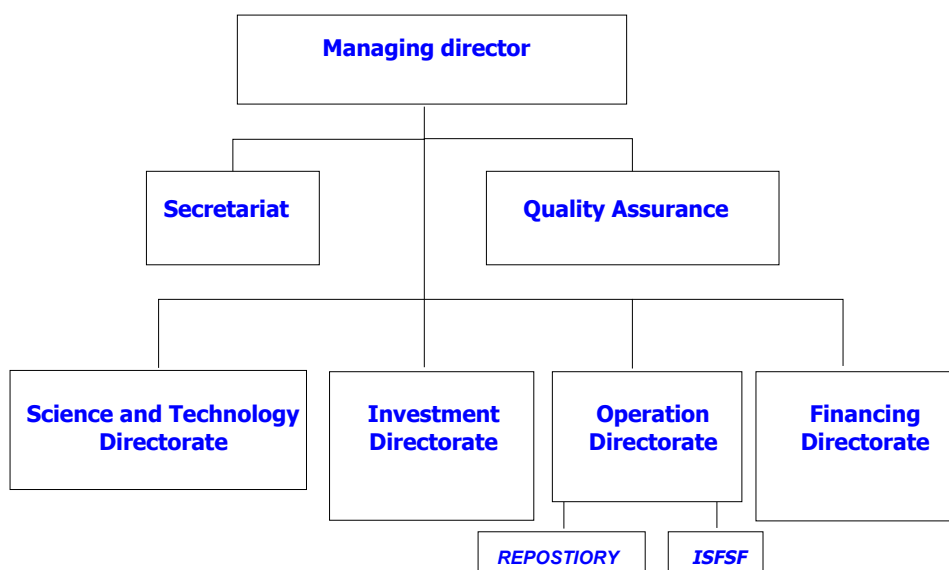 Managing director
Secretariat
Quality Assurance
Science and Technology
Directorate
Investment
Directorate
Operation
Directorate
Financing
Directorate
REPOSTIORY
ISFSF